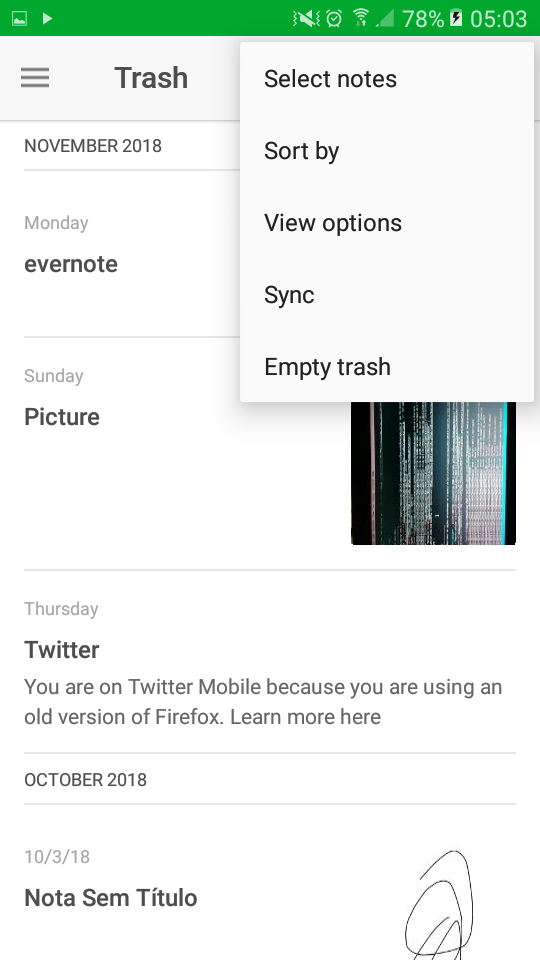 78% 05:03
Trash
Select notes
Sort by
View options
Sync
Empty trash
NOVEMBER 2018
Monday
evernote
Sunday
Picture
Thursday
Twitter
You are on Twitter Mobile because you are using an
old version of Firefox. Learn more here
OCTOBER 2018
10/3/18
Nota Sem Título